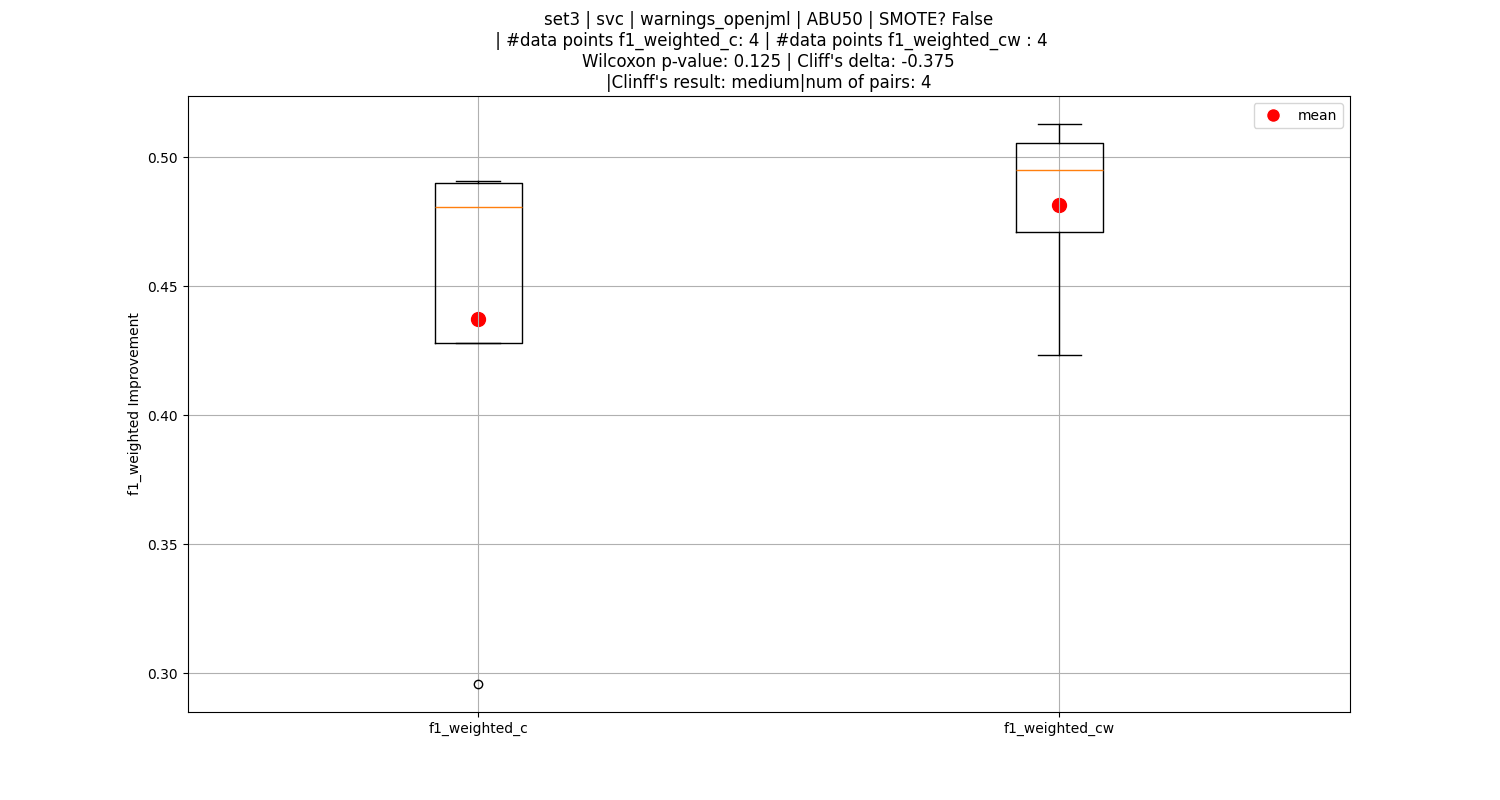 set3 | svc | warnings_openjml | ABU50 | SMOTE? False
| #data points f1_weighted_c: 4 | #data points f1_weighted_cw : 4
Wilcoxon p-value: 0.125 | Cliff's delta: -0.375
|Clinff's result: medium|num of pairs: 4
mean
0.50
0.45
0.40
0.35
0.30
f1_weighted Improvement
f1_weighted_c
f1_weighted_cw